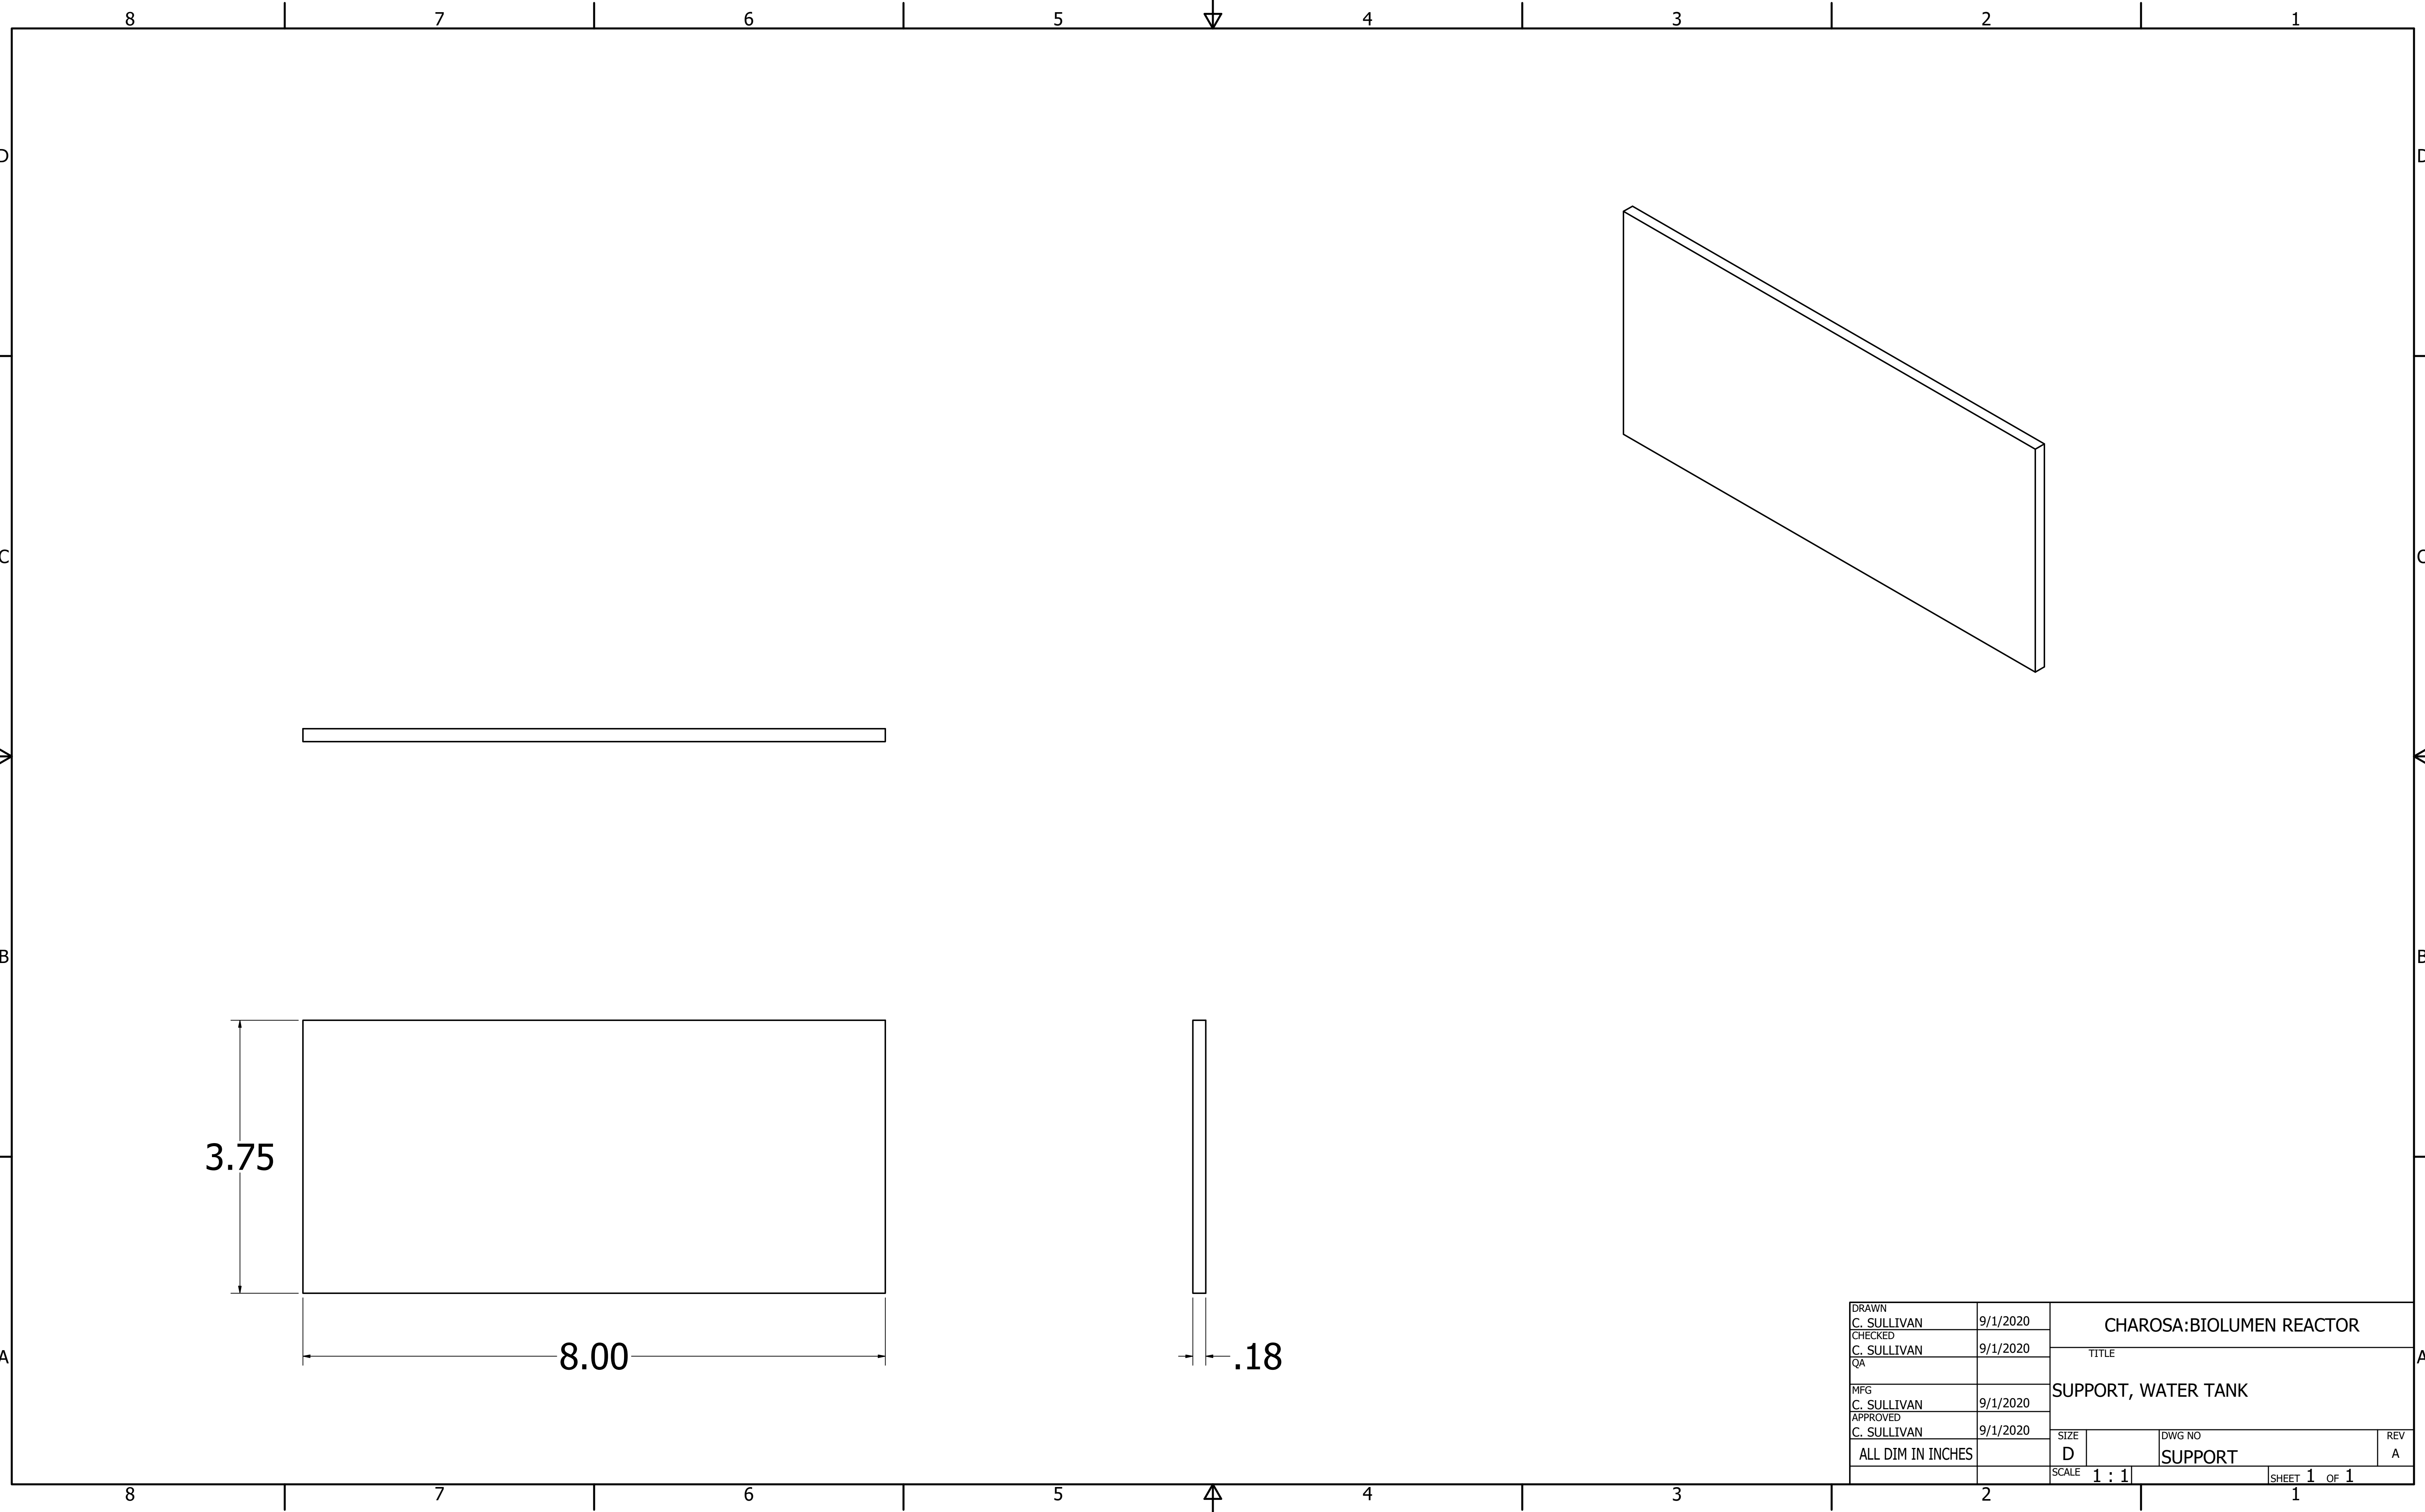 8 7 6 5 4 3 2 1
D D
C C
B B
3.75
8.00
.18
A A
DRAWN
C. SULLIVAN 9/1/2020
CHECKED
C. SULLIVAN 9/1/2020
QA
MFG
C. SULLIVAN 9/1/2020
APPROVED
C. SULLIVAN 9/1/2020
ALL DIM IN INCHES
CHAROSA:BIOLUMEN REACTOR
TITLE
SUPPORT, WATER TANK
SIZE
D
DWG NO
SUPPORT
REV
A
SCALE 1 : 1
SHEET 1 OF 1
8 7 6 5 4 3 2 1